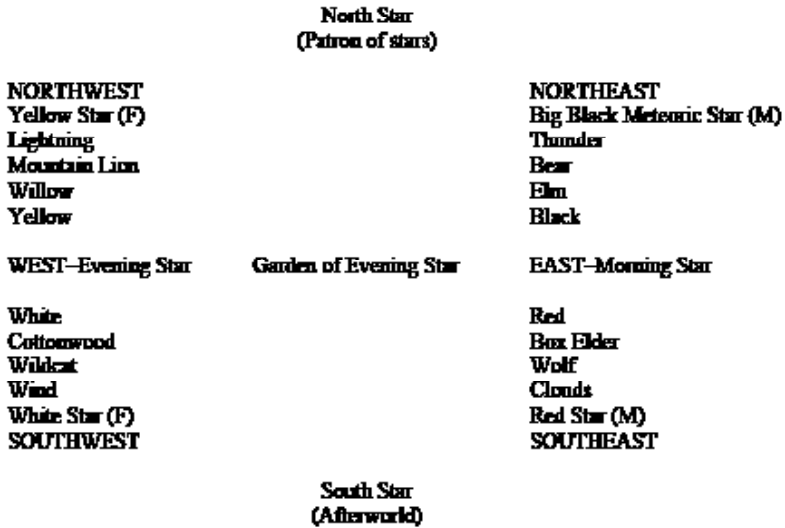 North Star
(Patron of stars)
NORTHWEST
Yellow Star (F)
Lightning
Mountain Lion
Willow
Yellow
NORTHEAST
Big Black Meteoric Star (M)
Thunder
Bear
Elm
Black
WEST–Evening Star
Garden of Evening Star
EAST–Morning Star
White
Cottonwood
Wildcat
Wind
White Star (F)
SOUTHWEST
Red
Box Elder
Wolf
Clouds
Red Star (M)
SOUTHEAST
South Star
(Afterworld)